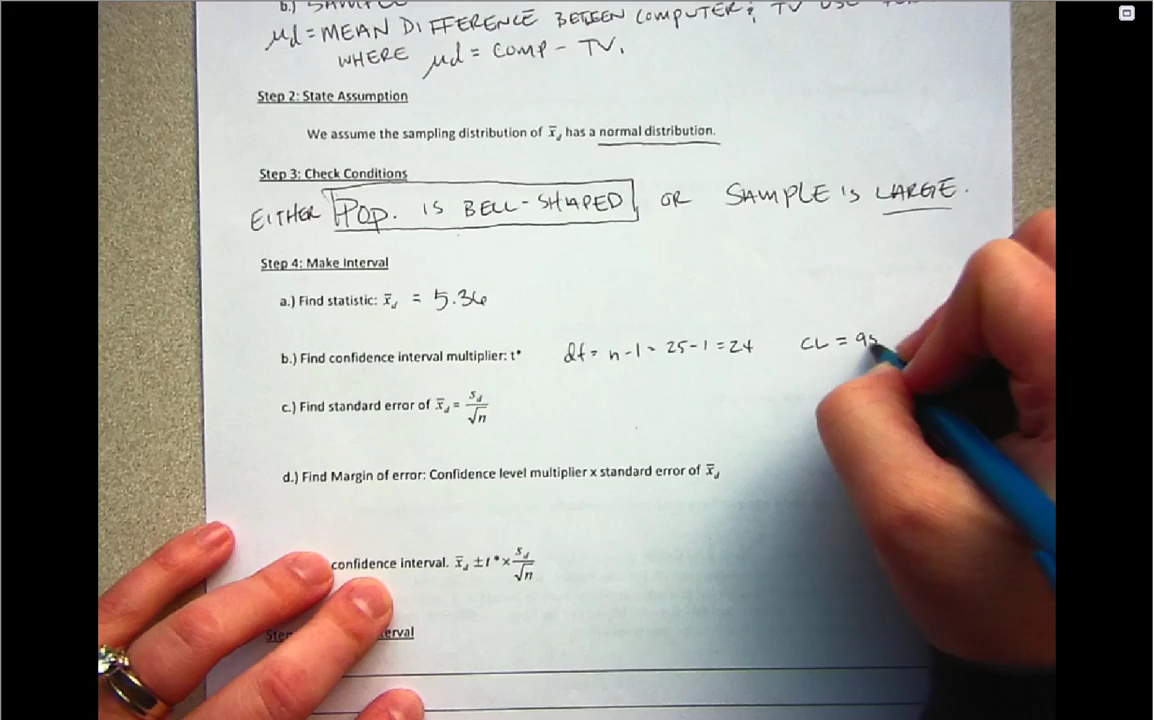 b.) SAMPLE
μd = MEAN DIFFERENCE BETEEN COMPUTER & TV USE
WHERE μd = COMP - TV.
Step 2: State Assumption
We assume the sampling distribution of x̄d has a normal distribution.
Step 3: Check Conditions
EITHER POP. IS BELL-SHAPED OR SAMPLE IS LARGE.
Step 4: Make Interval
a.) Find statistic: x̄d = 5.36
b.) Find confidence interval multiplier: t* df = n-1 = 25-1 = 24 CL = 95
c.) Find standard error of x̄d = sd/√n
d.) Find Margin of error: Confidence level multiplier x standard error of x̄d
confidence interval. x̄d ± t* × sd/√n
Ste erval